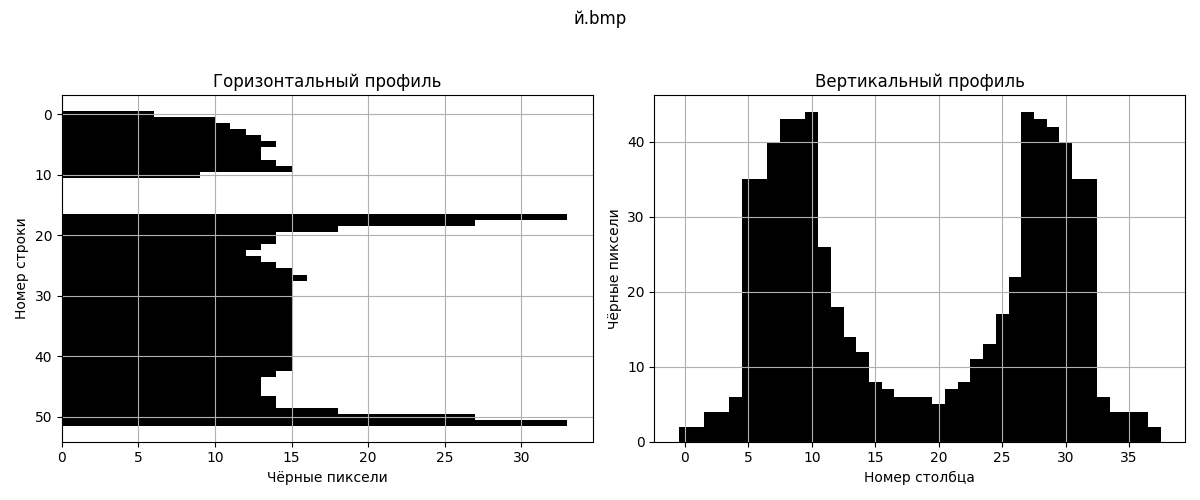 й.bmp
Горизонтальный профиль
Вертикальный профиль
0
10
20
30
40
50
Номер строки
0 5 10 15 20 25 30
Чёрные пиксели
40
30
20
10
0
Чёрные пиксели
0 5 10 15 20 25 30 35
Номер столбца